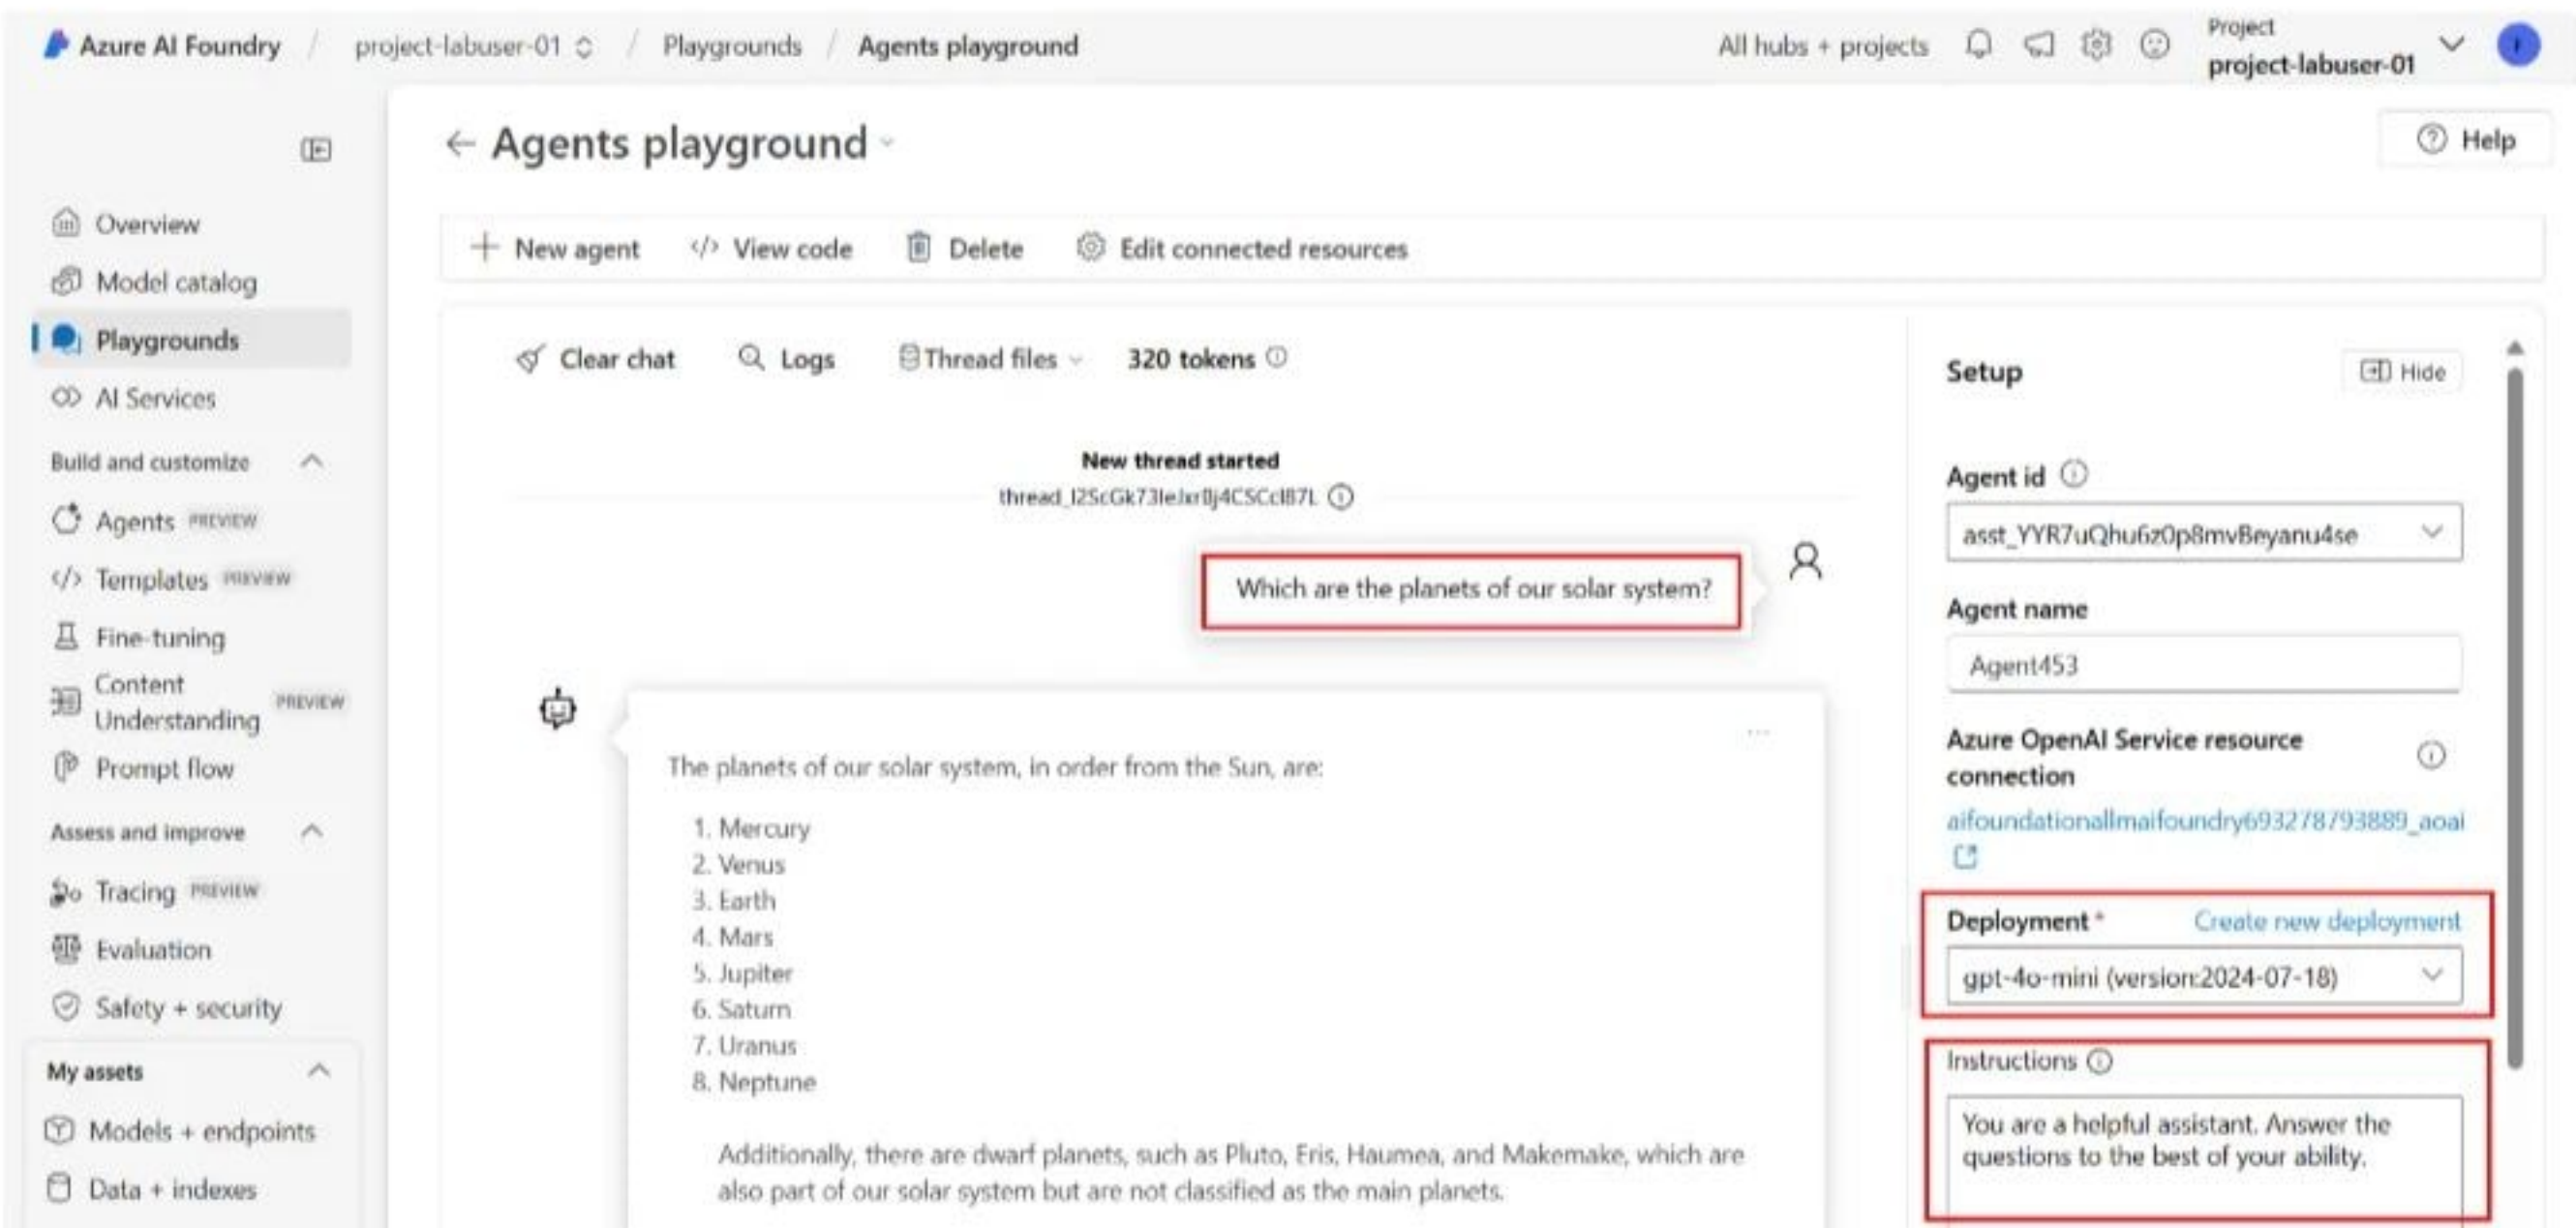 Azure AI Foundry / project-labuser-01 / Playgrounds / Agents playground
All hubs + projects
Project
project-labuser-01
Agents playground
Help
Overview
Model catalog
Playgrounds
AI Services
Build and customize
Agents PREVIEW
Templates PREVIEW
Fine-tuning
Content
Understanding PREVIEW
Prompt flow
Assess and improve
Tracing PREVIEW
Evaluation
Safety + security
My assets
Models + endpoints
Data + indexes
New agent </> View code Delete Edit connected resources
Clear chat Logs Thread files 320 tokens
New thread started
Which are the planets of our solar system?
The planets of our solar system, in order from the Sun, are:
1. Mercury
2. Venus
3. Earth
4. Mars
5. Jupiter
6. Saturn
7. Uranus
8. Neptune
Additionally, there are dwarf planets, such as Pluto, Eris, Haumea, and Makemake, which are
also part of our solar system but are not classified as the main planets.
Setup
Hide
Agent id
asst_YYR7uQhu6z0p8mvBeyanu4se
Agent name
Agent453
Azure OpenAI Service resource
connection
aifoundationallmaifoundry693278793889_aoai
Deployment * Create new deployment
gpt-4o-mini (version:2024-07-18)
Instructions
You are a helpful assistant. Answer the
questions to the best of your ability.